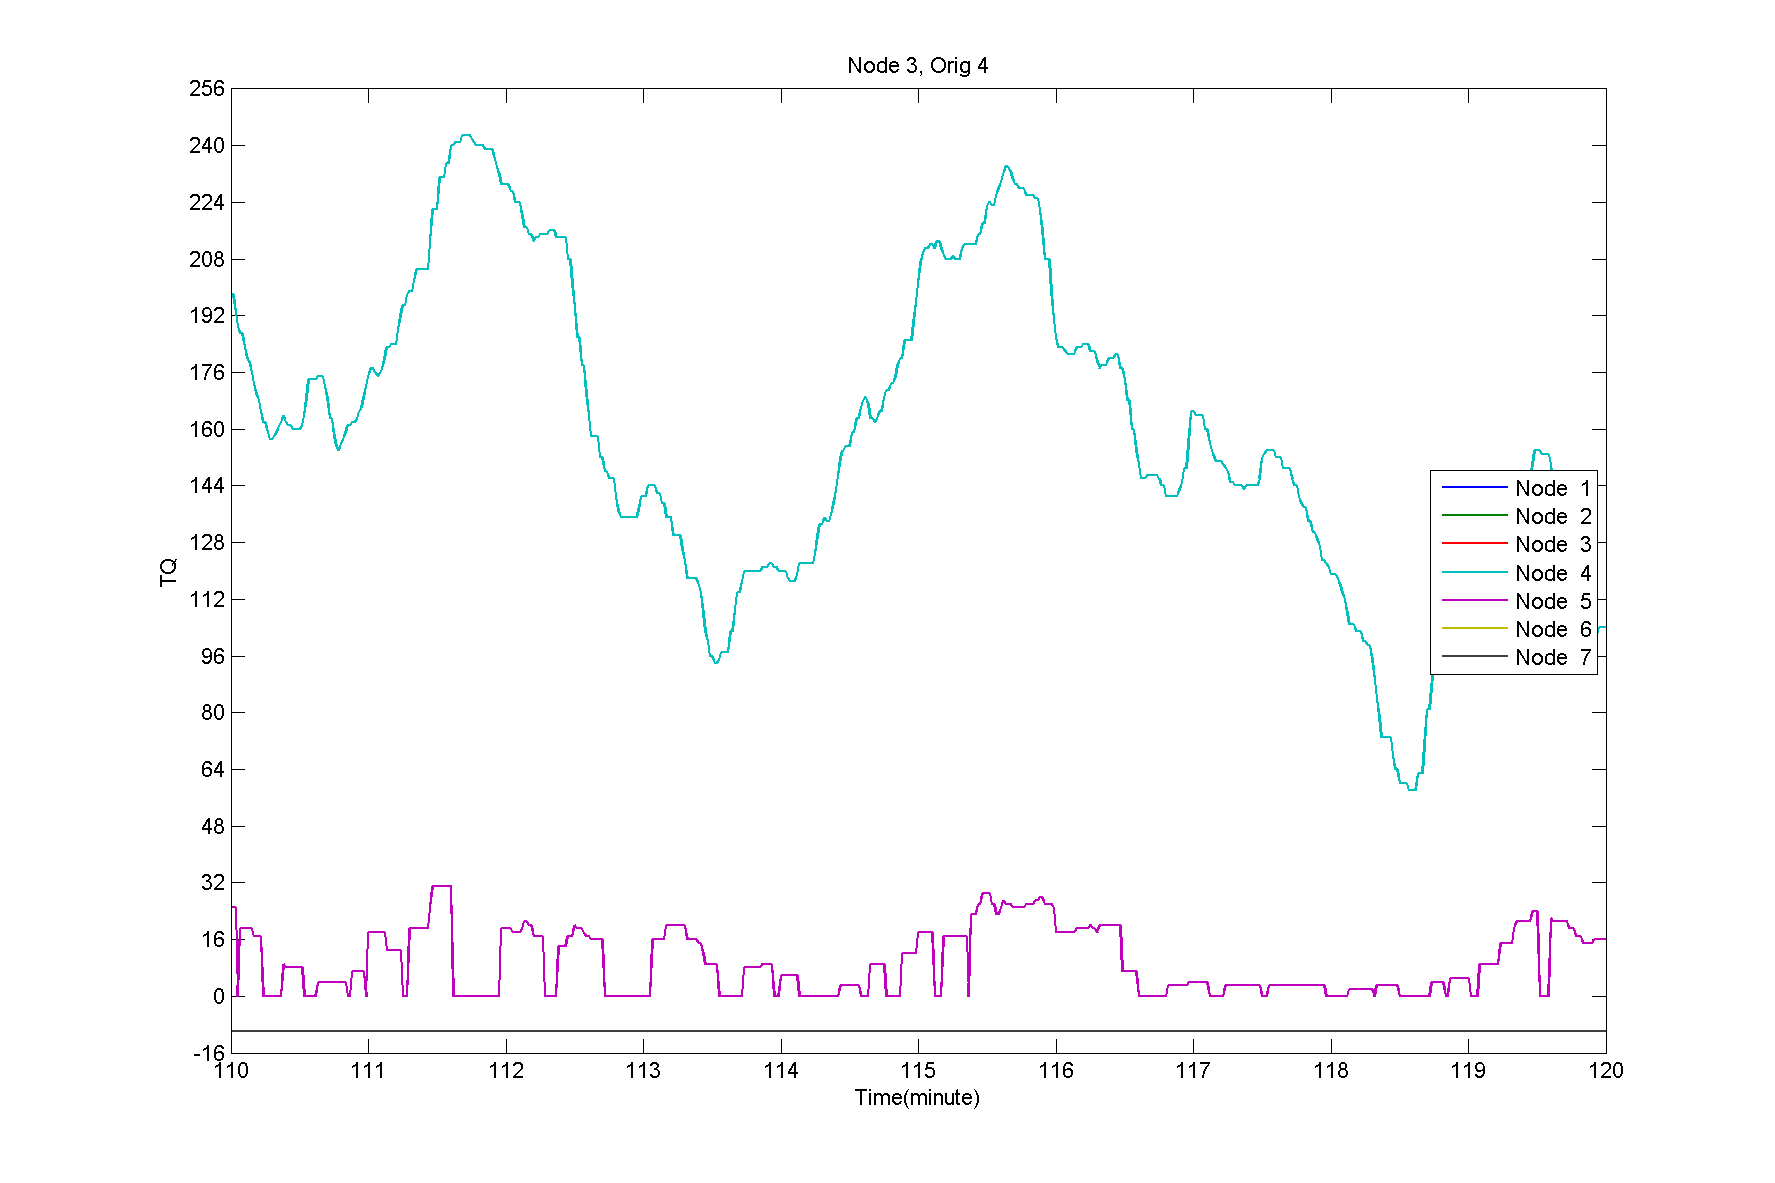 Node 3, Orig 4
256
240
224
208
192
176
160
144
128
112
96
80
64
48
32
16
0
-16
TQ
Node 1
Node 2
Node 3
Node 4
Node 5
Node 6
Node 7
110 111 112 113 114 115 116 117 118 119 120
Time(minute)